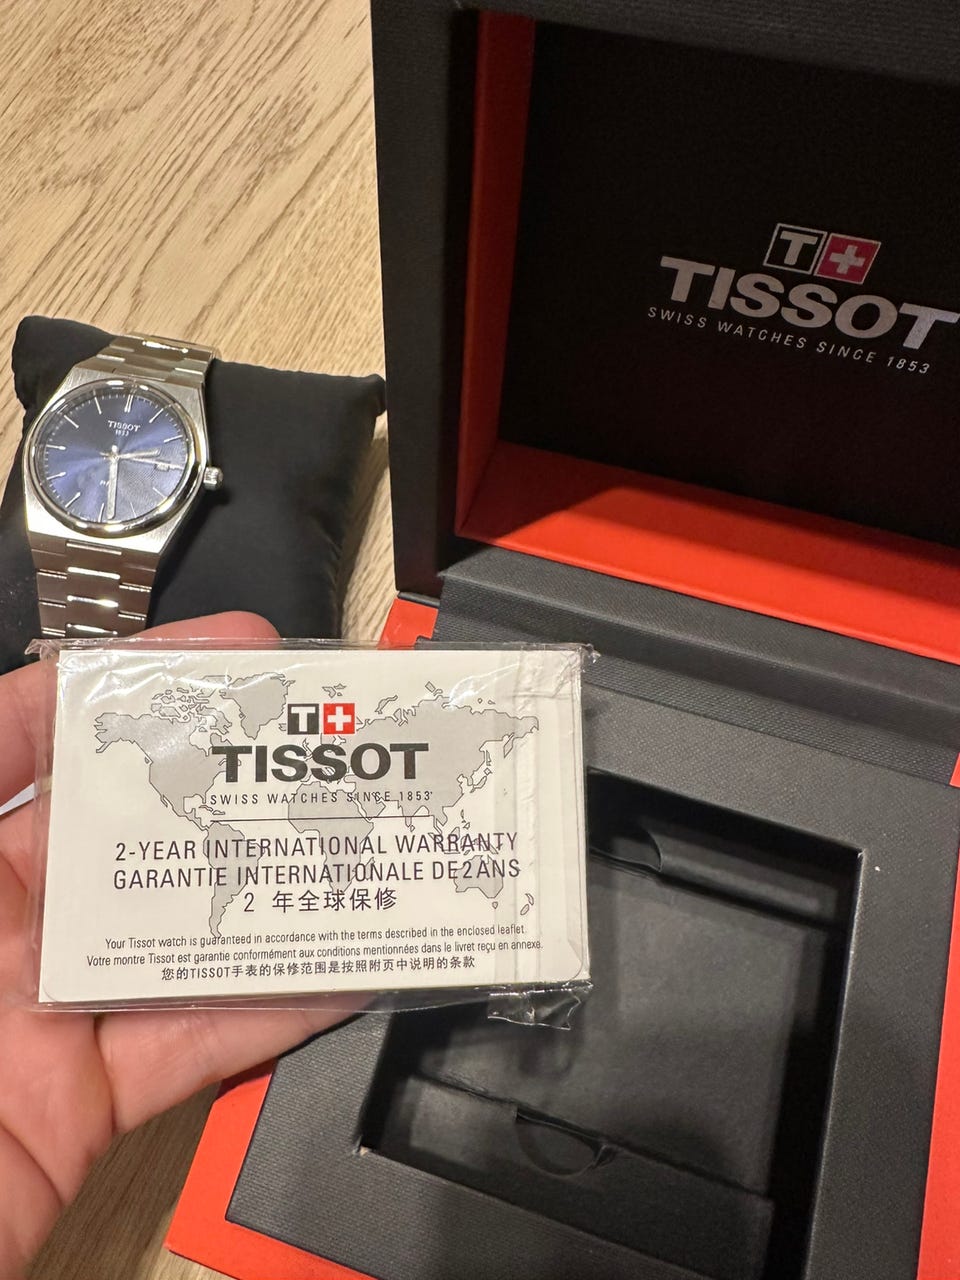 T+
TISSOT
SWISS WATCHES SINCE 1853
TISSOT
1853
T+
TISSOT
SWISS WATCHES SINCE 1853
2-YEAR INTERNATIONAL WARRANTY
GARANTIE INTERNATIONALE DE2ANS
2 年全球保修
Your Tissot watch is guaranteed in accordance with the terms described in the enclosed leaflet.
Votre montre Tissot est garantie conformément aux conditions mentionnées dans le livret reçu en annexe.
您的TISSOT手表的保修范围是按照附页中说明的条款